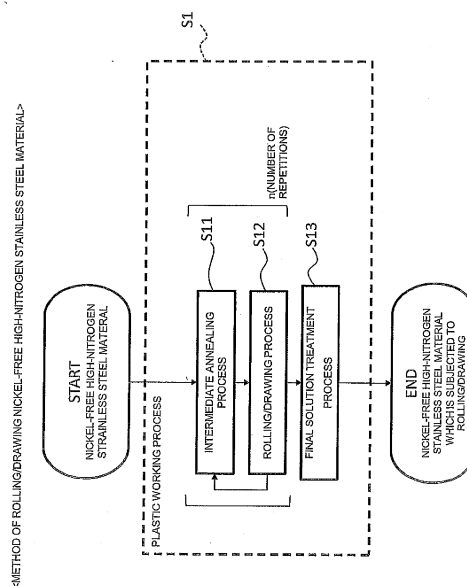 <METHOD OF ROLLING/DRAWING NICKEL-FREE HIGH-NITROGEN STAINLESS STEEL MATERIAL>
START
NICKEL-FREE HIGH-NITROGEN
STRAINLESS STEEL MATERAL
S1
PLASTIC WORKING PROCESS
S11
INTERMEDIATE ANNEALING
PROCESS
S12
ROLLING/DRAWING PROCESS
n(NUMBER OF
REPETITIONS)
S13
FINAL SOLUTION TREATMENT
PROCESS
END
NICKEL-FREE HIGH-NITROGEN
STAINLESS STEEL MATERIAL
WHICH IS SUBJECTED TO
ROLLING/DRAWING